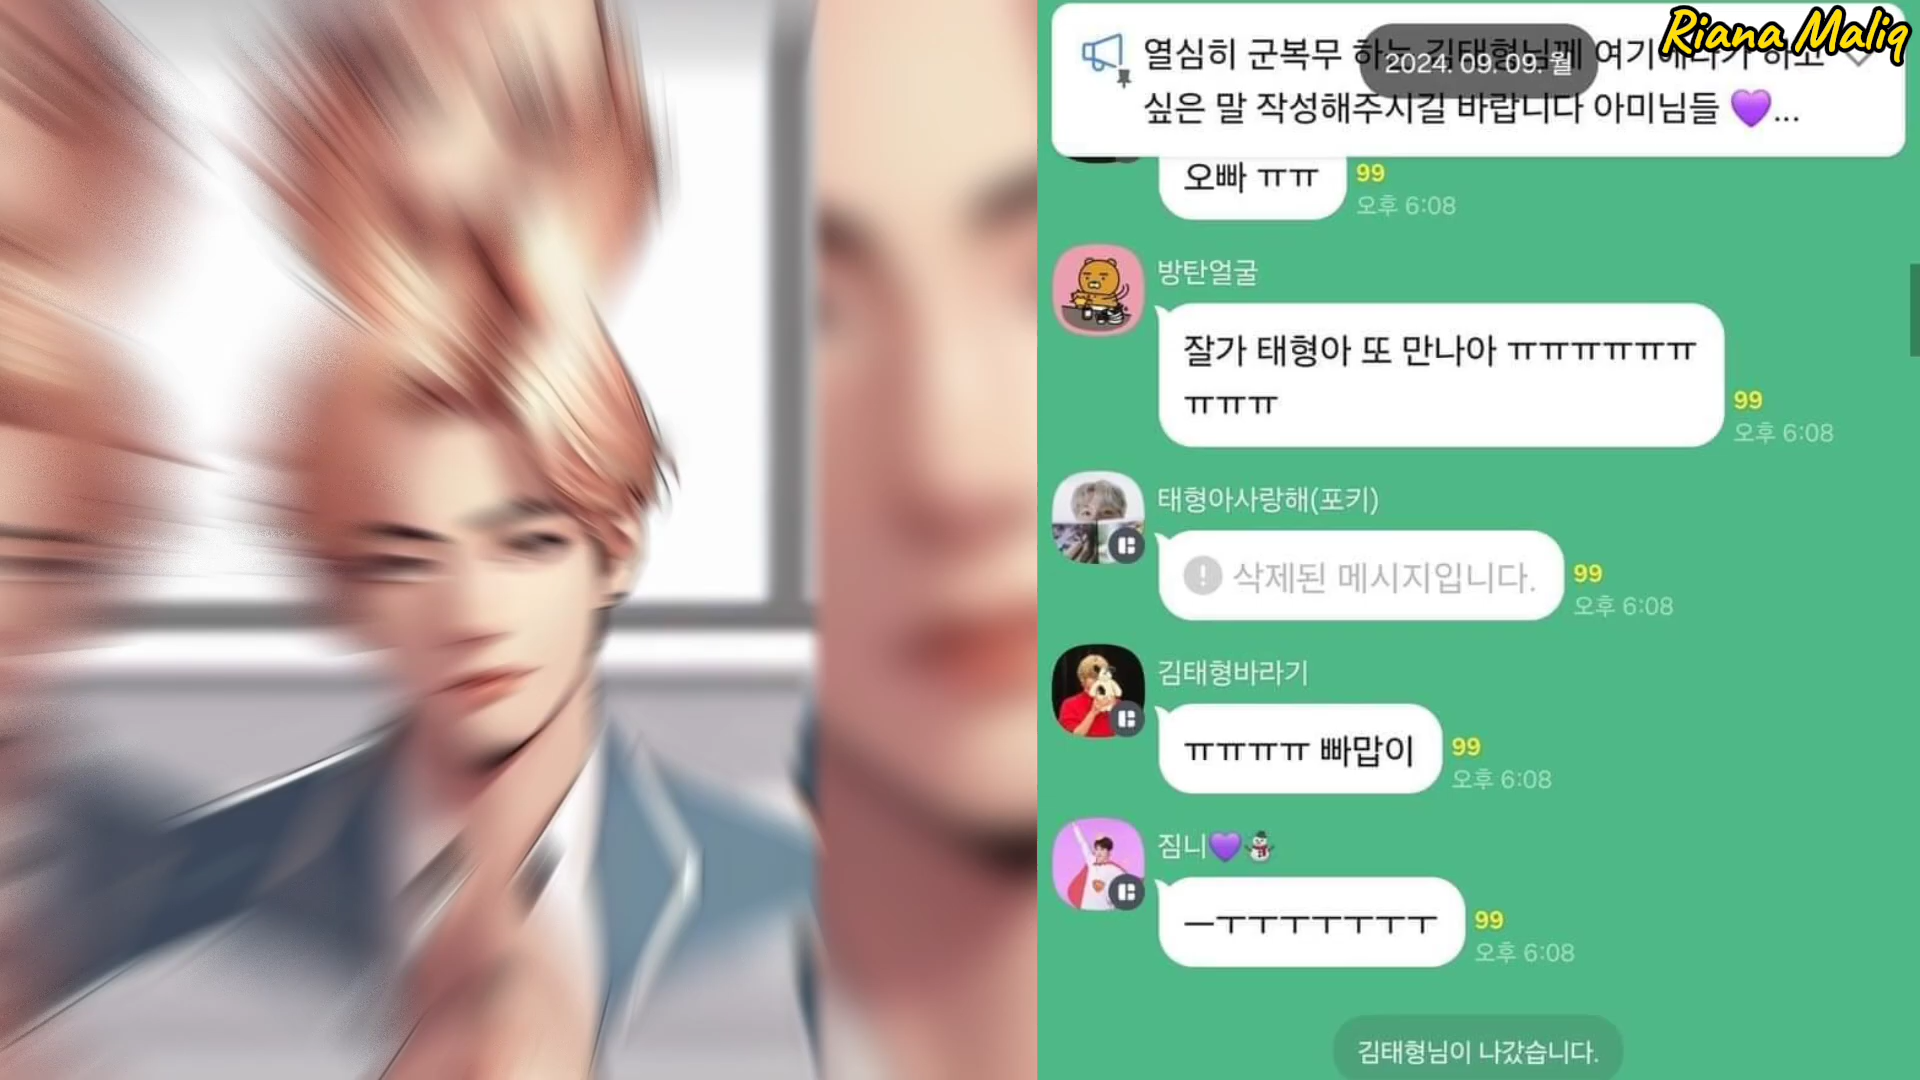 Riana Maliq
열심히 군복무 하는 김태형님께 여기에다가 하고
2024. 09. 09. 월
싶은 말 작성해주시길 바랍니다 아미님들 💜...
오빠 ㅠㅠ
99
오후 6:08
방탄얼굴
잘가 태형아 또 만나아 ㅠㅠㅠㅠㅠㅠ
ㅠㅠㅠ
99
오후 6:08
태형아사랑해(포키)
삭제된 메시지입니다.
99
오후 6:08
김태형바라기
ㅠㅠㅠㅠ 빠맙이
99
오후 6:08
짐니💜⛄
ㅡㅜㅜㅜㅜㅜㅜㅜ
99
오후 6:08
김태형님이 나갔습니다.